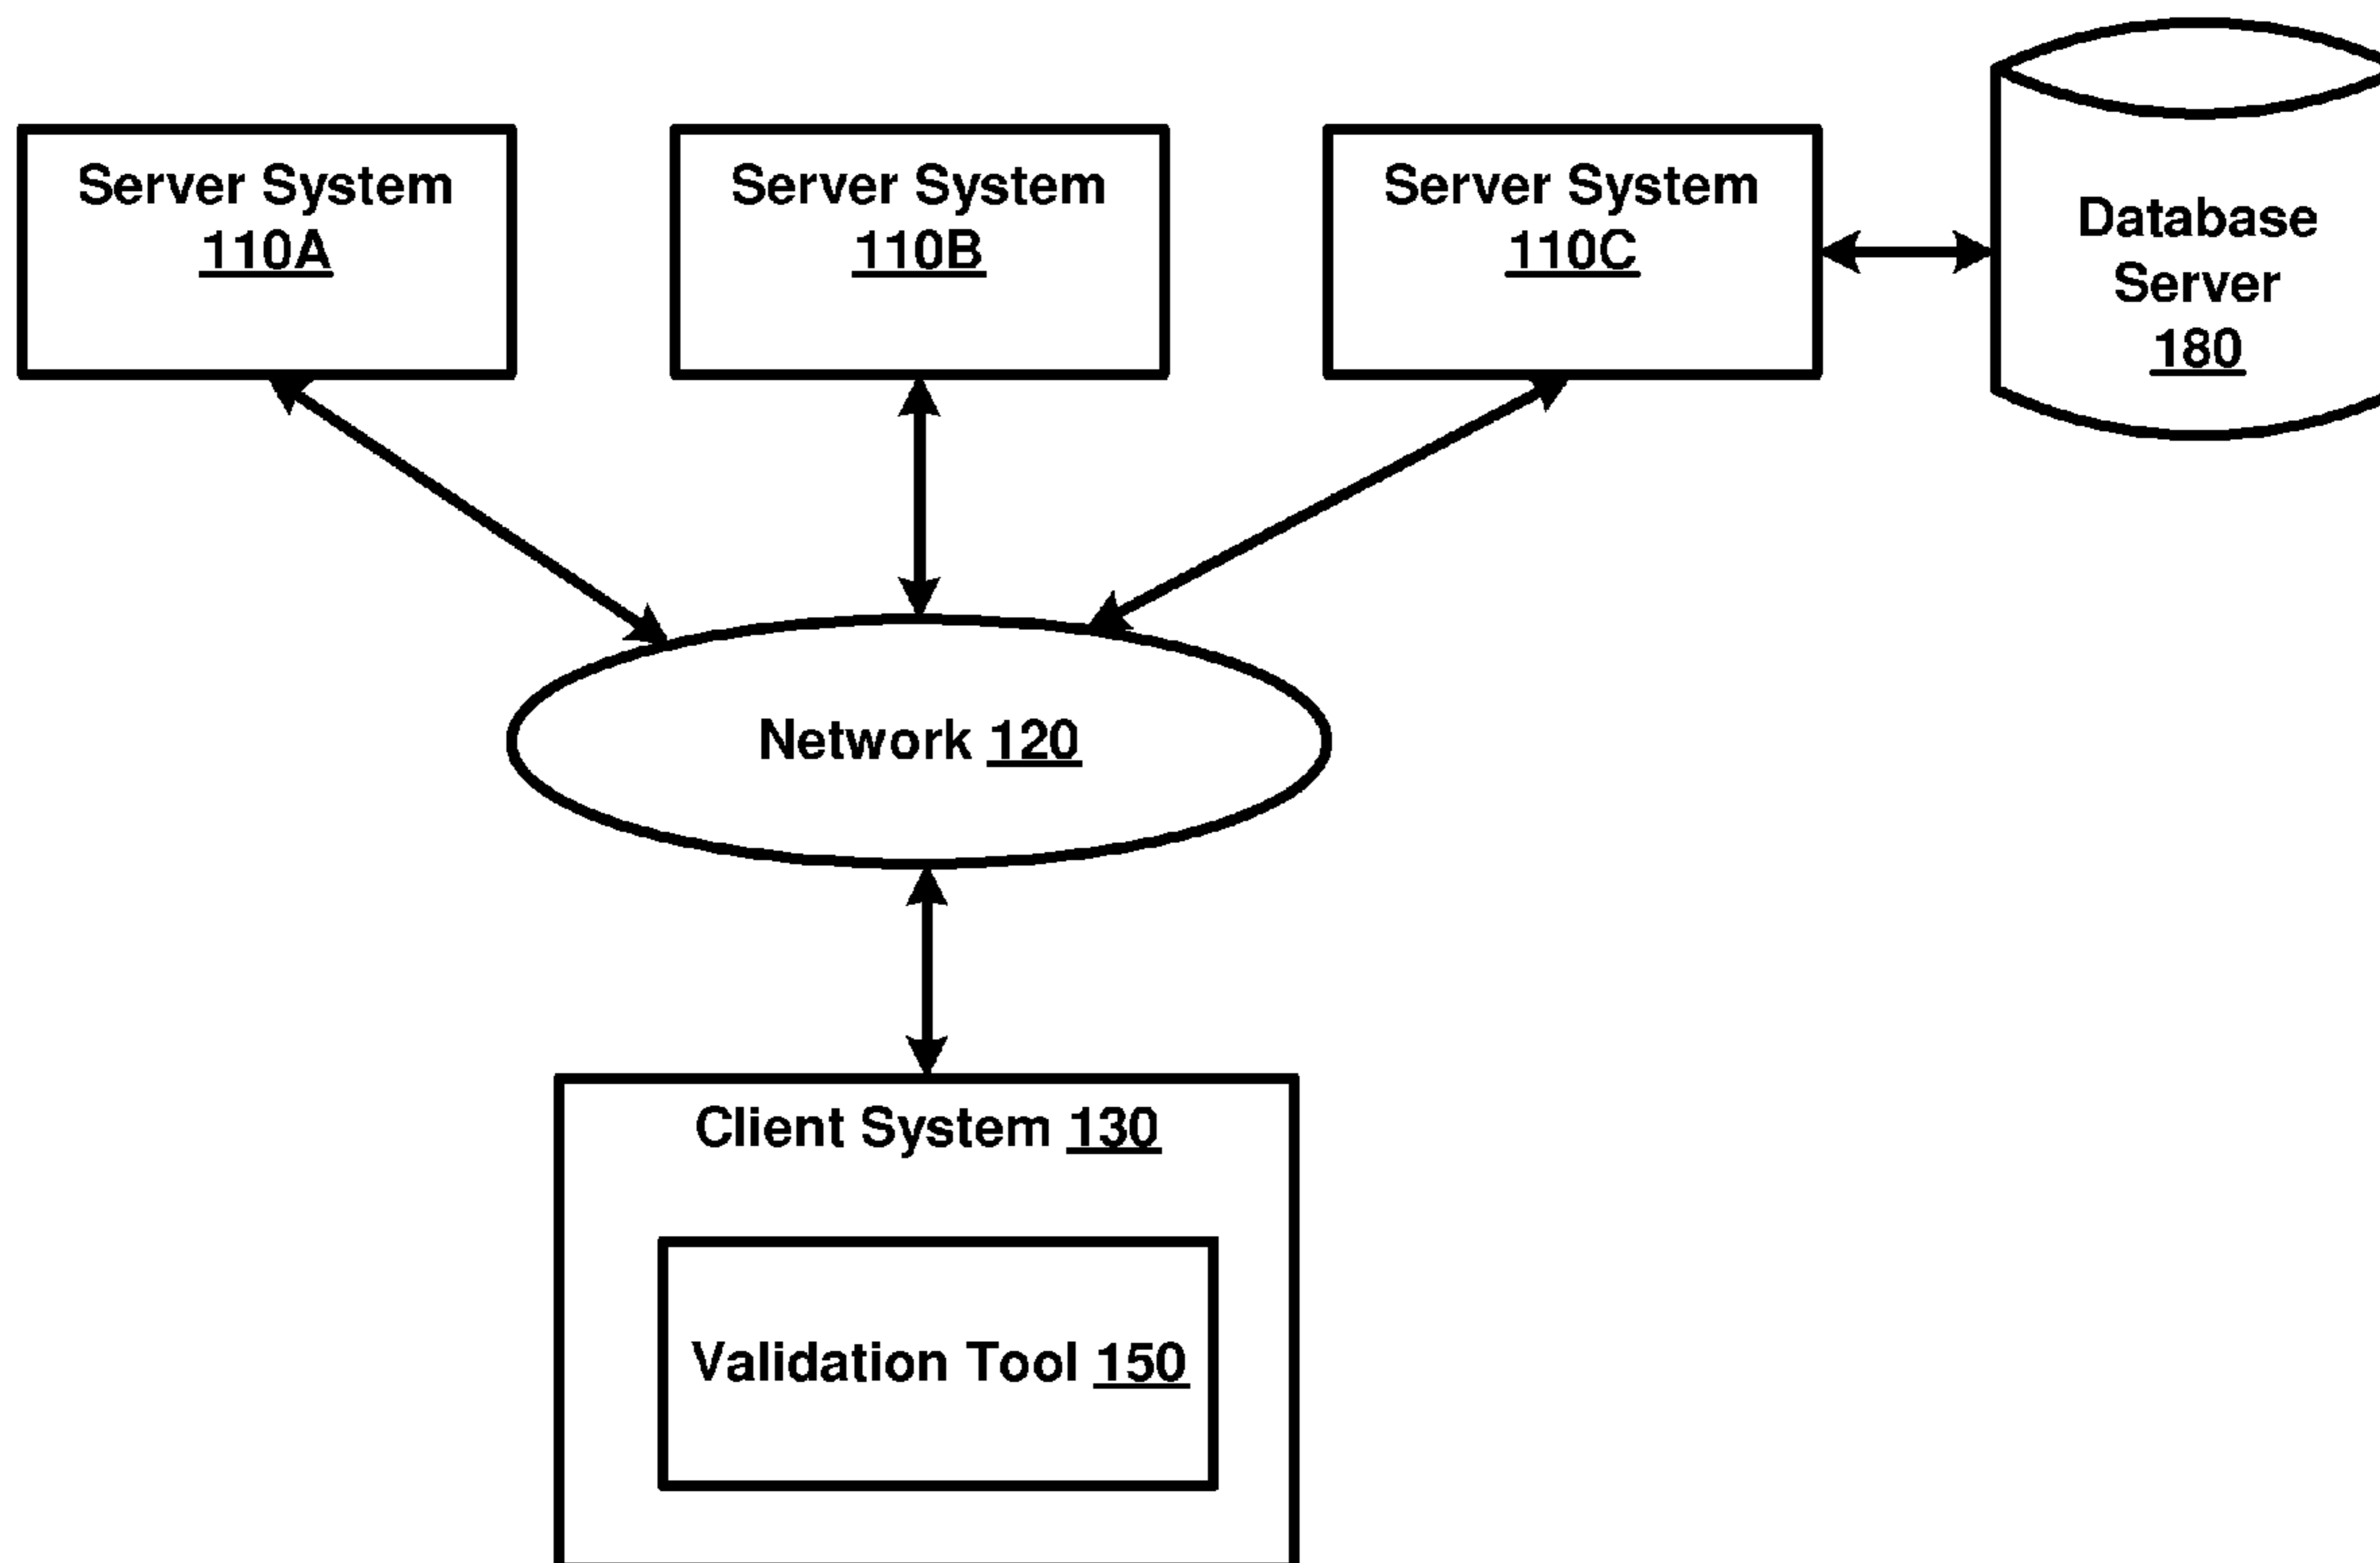 Server System
110A
Server System
110B
Server System
110C
Database
Server
180
Network 120
Client System 130
Validation Tool 150